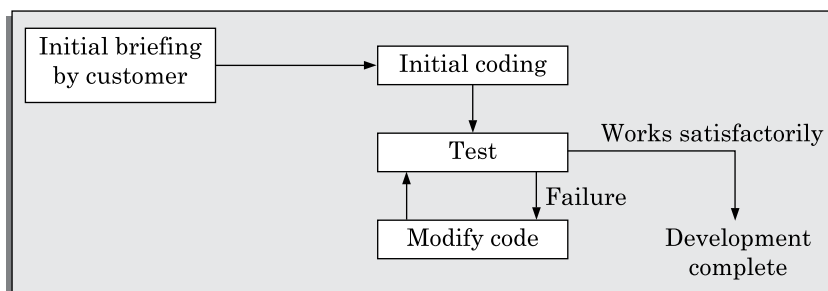 Initial briefing
by customer
Initial coding
Test
Works satisfactorily
Failure
Modify code
Development
complete